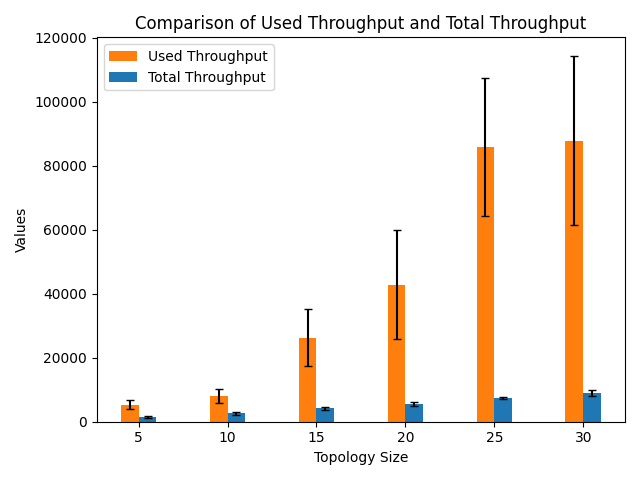 Comparison of Used Throughput and Total Throughput
Used Throughput
Total Throughput
120000
100000
80000
60000
40000
20000
0
Values
5 10 15 20 25 30
Topology Size